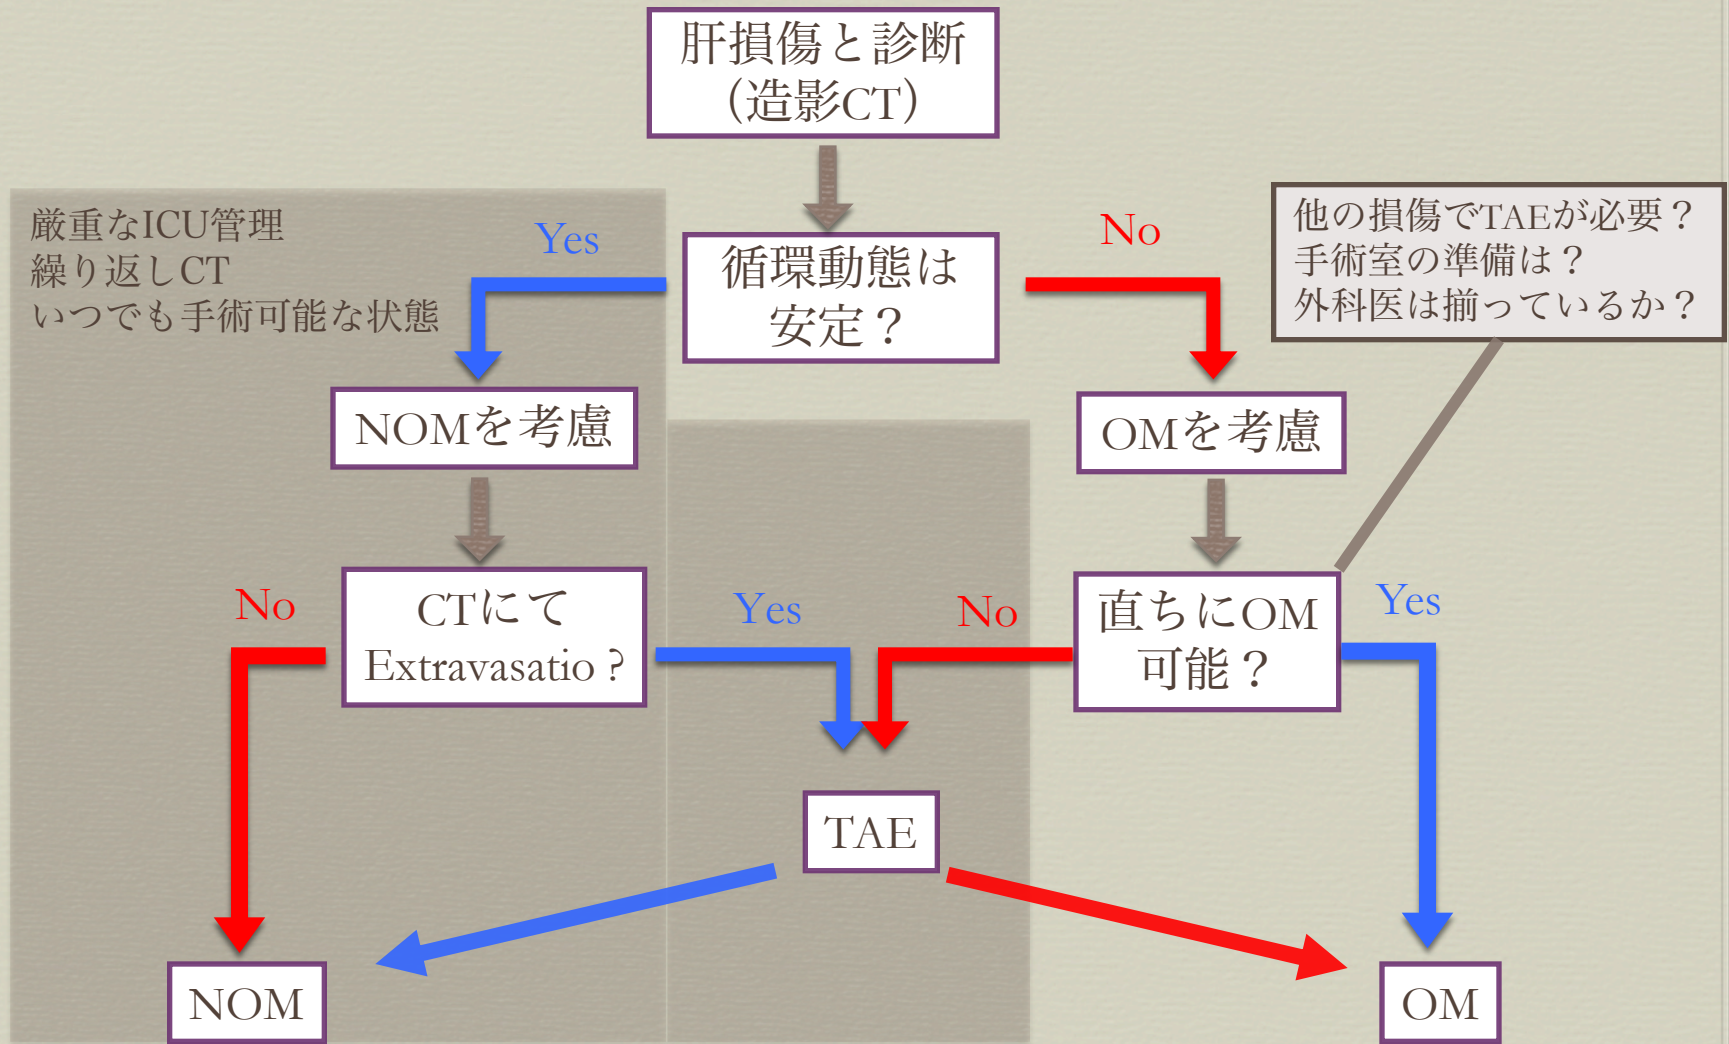 肝損傷と診断
(造影CT)
厳重なICU管理
繰り返しCT
いつでも手術可能な状態
Yes
循環動態は
安定？
No
他の損傷でTAEが必要？
手術室の準備は？
外科医は揃っているか？
NOMを考慮
OMを考慮
No
CTにて
Extravasatio？
Yes
No
直ちにOM
可能？
Yes
TAE
NOM
OM